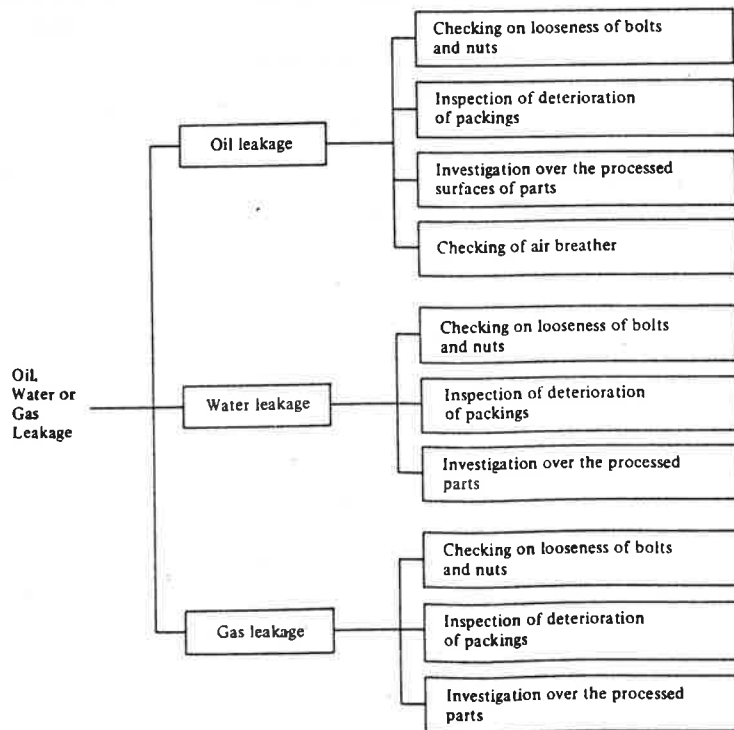 Oil,
Water or
Gas
Leakage
Oil leakage
Checking on looseness of bolts
and nuts
Inspection of deterioration
of packings
Investigation over the processed
surfaces of parts
Checking of air breather
Water leakage
Checking on looseness of bolts
and nuts
Inspection of deterioration
of packings
Investigation over the processed
parts
Gas leakage
Checking on looseness of bolts
and nuts
Inspection of deterioration
of packings
Investigation over the processed
parts